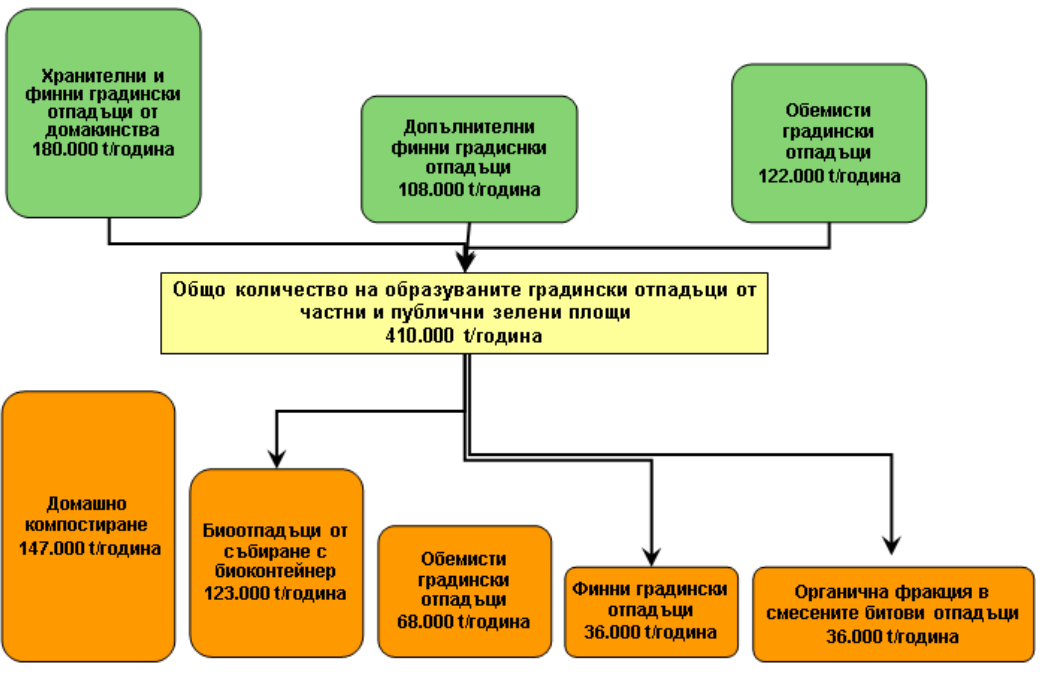 Хранителни и
финни градински
отпадъци от
домакинства
180.000 t/година
Допълнителни
финни градиснки
отпадъци
108.000 t/година
Обемисти
градински
отпадъци
122.000 t/година
Общо количество на образуваните градински отпадъци от
частни и публични зелени площи
410.000 t/година
Домашно
компостиране
147.000 t/година
Биоотпадъци от
събиране с
биоконтейнер
123.000 t/година
Обемисти
градински
отпадъци
68.000 t/година
Финни градински
отпадъци
36.000 t/година
Органична фракция в
смесените битови отпадъци
36.000 t/година